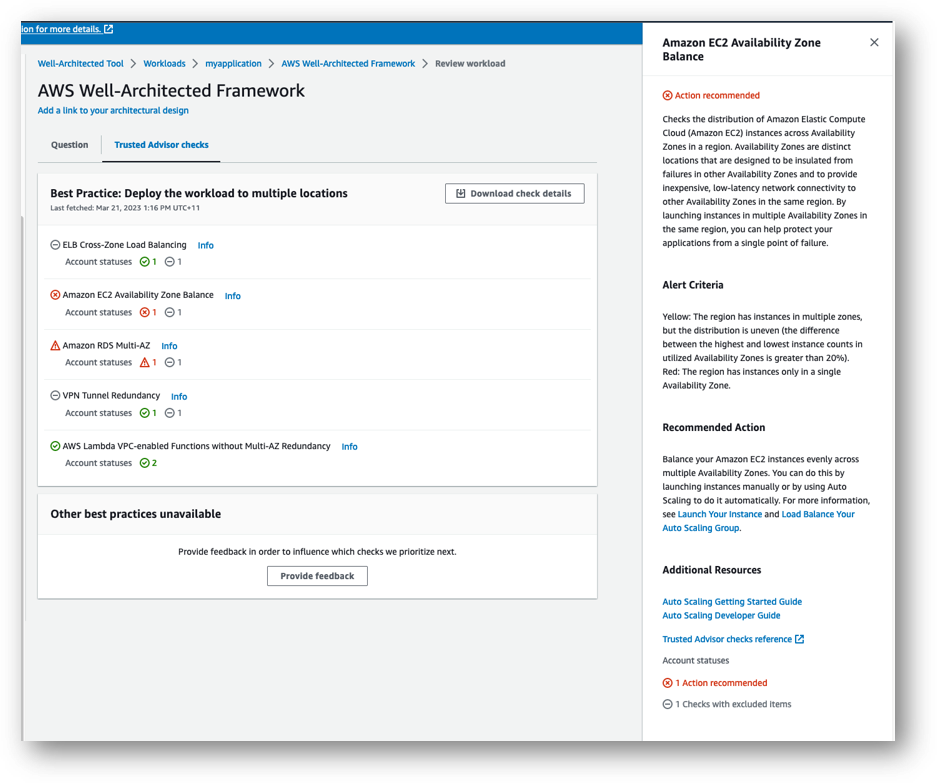 ion for more details.
Well-Architected Tool > Workloads > myapplication > AWS Well-Architected Framework > Review workload
AWS Well-Architected Framework
Add a link to your architectural design
Question
Trusted Advisor checks
Best Practice: Deploy the workload to multiple locations
Download check details
Last fetched: Mar 21, 2023 1:16 PM UTC+11
ELB Cross-Zone Load Balancing Info
Account statuses 1 1
Amazon EC2 Availability Zone Balance Info
Account statuses 1 1
Amazon RDS Multi-AZ Info
Account statuses 1 1
VPN Tunnel Redundancy Info
Account statuses 1 1
AWS Lambda VPC-enabled Functions without Multi-AZ Redundancy Info
Account statuses 2
Other best practices unavailable
Provide feedback in order to influence which checks we prioritize next.
Provide feedback
Amazon EC2 Availability Zone
Balance
Action recommended
Checks the distribution of Amazon Elastic Compute
Cloud (Amazon EC2) instances across Availability
Zones in a region. Availability Zones are distinct
locations that are designed to be insulated from
failures in other Availability Zones and to provide
inexpensive, low-latency network connectivity to
other Availability Zones in the same region. By
launching instances in multiple Availability Zones in
the same region, you can help protect your
applications from a single point of failure.
Alert Criteria
Yellow: The region has instances in multiple zones,
but the distribution is uneven (the difference
between the highest and lowest instance counts in
utilized Availability Zones is greater than 20%).
Red: The region has instances only in a single
Availability Zone.
Recommended Action
Balance your Amazon EC2 instances evenly across
multiple Availability Zones. You can do this by
launching instances manually or by using Auto
Scaling to do it automatically. For more information,
see Launch Your Instance and Load Balance Your
Auto Scaling Group.
Additional Resources
Auto Scaling Getting Started Guide
Auto Scaling Developer Guide
Trusted Advisor checks reference
Account statuses
1 Action recommended
1 Checks with excluded items